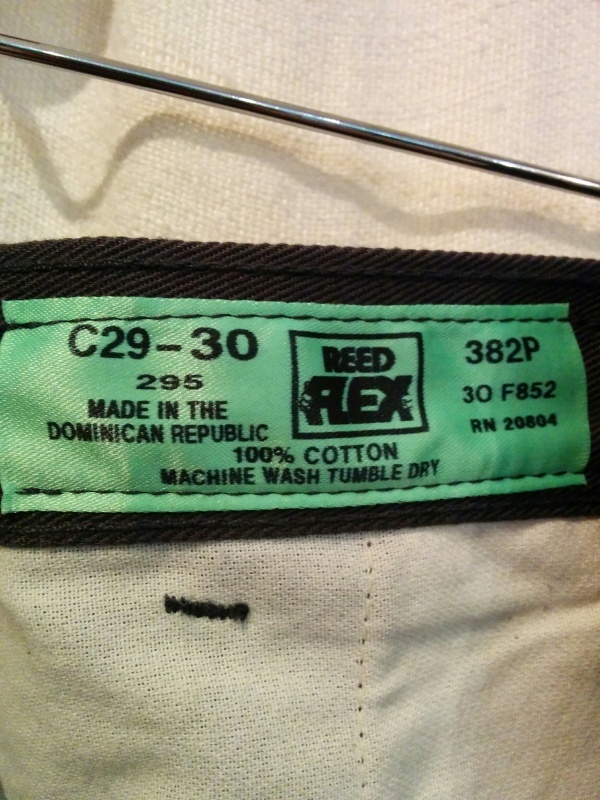 C29-30
295
MADE IN THE
DOMINICAN REPUBLIC
REED
FLEX
382P
30 F852
RN 20804
100% COTTON
MACHINE WASH TUMBLE DRY